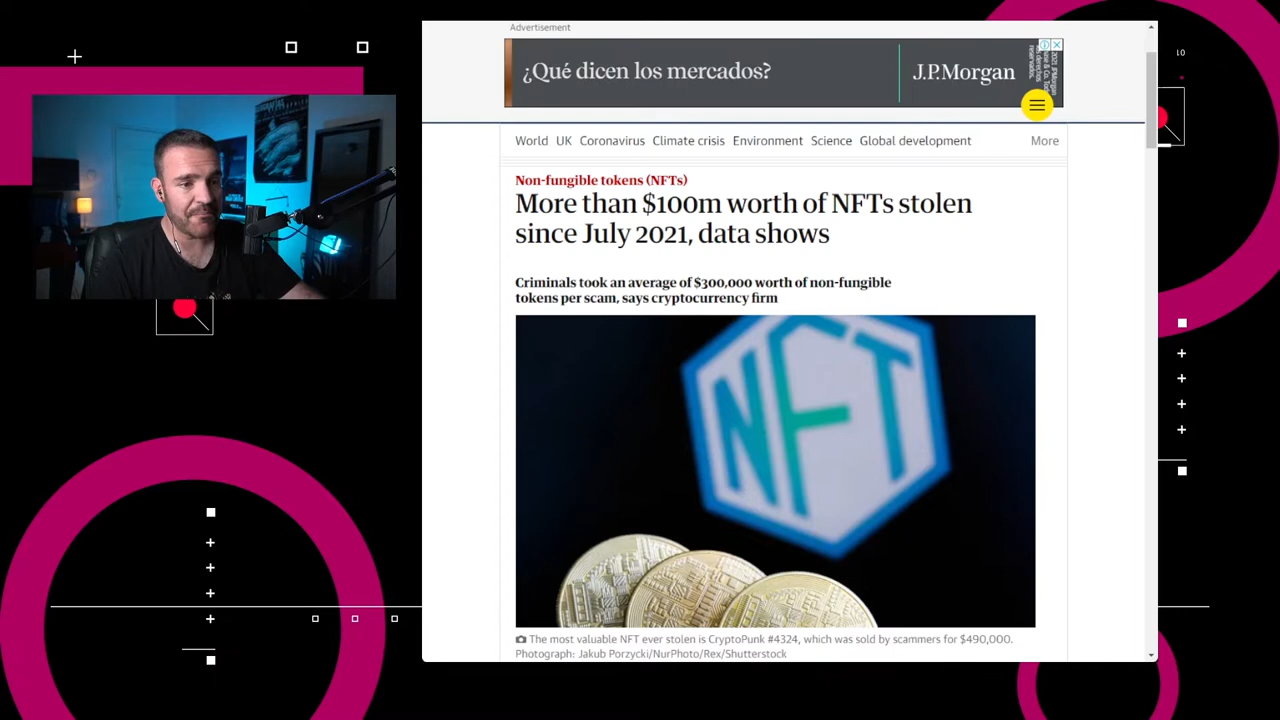 Advertisement
¿Qué dicen los mercados?
J.P.Morgan
World UK Coronavirus Climate crisis Environment Science Global development More
Non-fungible tokens (NFTs)
More than $100m worth of NFTs stolen
since July 2021, data shows
Criminals took an average of $300,000 worth of non-fungible
tokens per scam, says cryptocurrency firm
NFT
The most valuable NFT ever stolen is CryptoPunk #4324, which was sold by scammers for $490,000.
Photograph: Jakub Porzycki/NurPhoto/Rex/Shutterstock